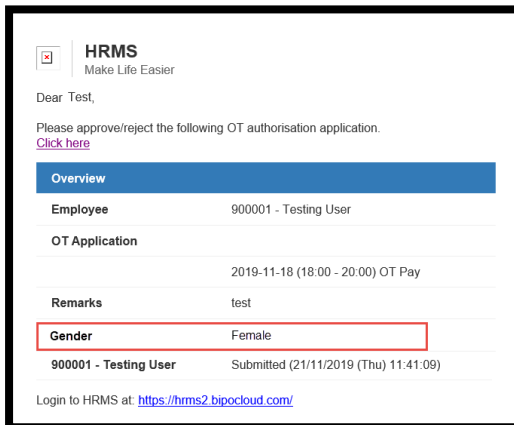 HRMS
Make Life Easier
Dear Test,
Please approve/reject the following OT authorisation application.
Click here
Overview
Employee 900001 - Testing User
OT Application
2019-11-18 (18:00 - 20:00) OT Pay
Remarks test
Gender Female
900001 - Testing User Submitted (21/11/2019 (Thu) 11:41:09)
Login to HRMS at: https://hrms2.bipocloud.com/